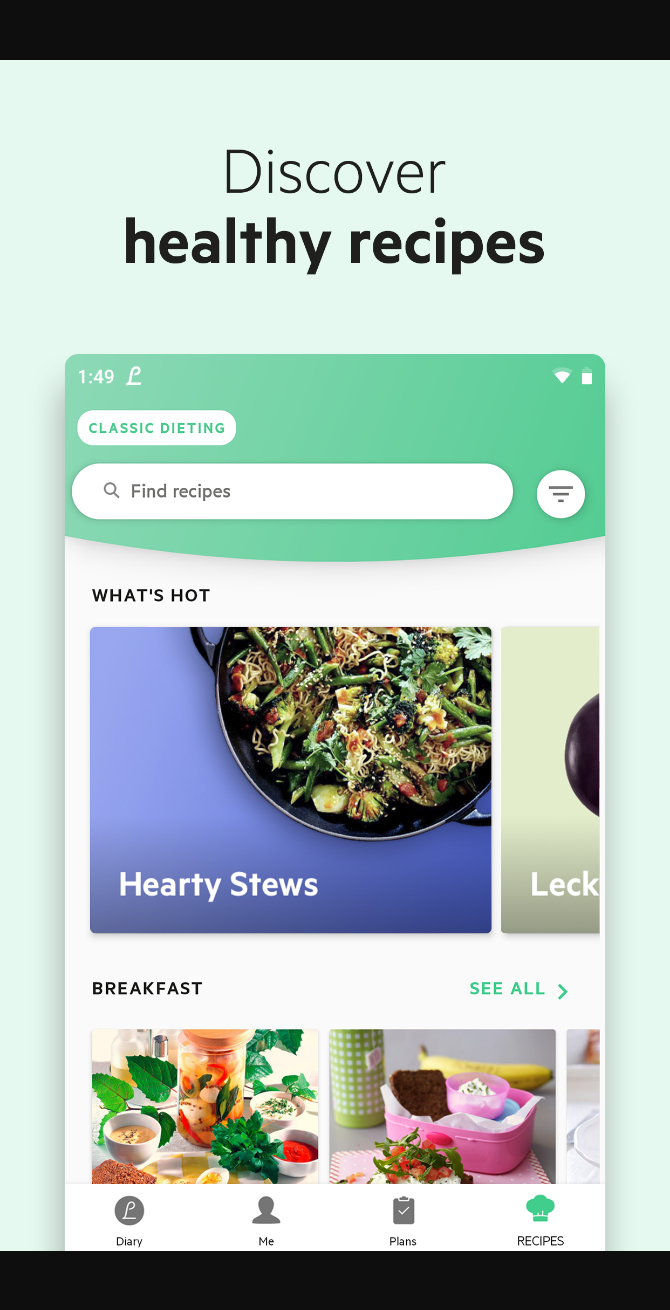 Discover
healthy recipes
1:49
CLASSIC DIETING
Find recipes
WHAT'S HOT
Hearty Stews
Leck
BREAKFAST
SEE ALL
Diary
Me
Plans
RECIPES